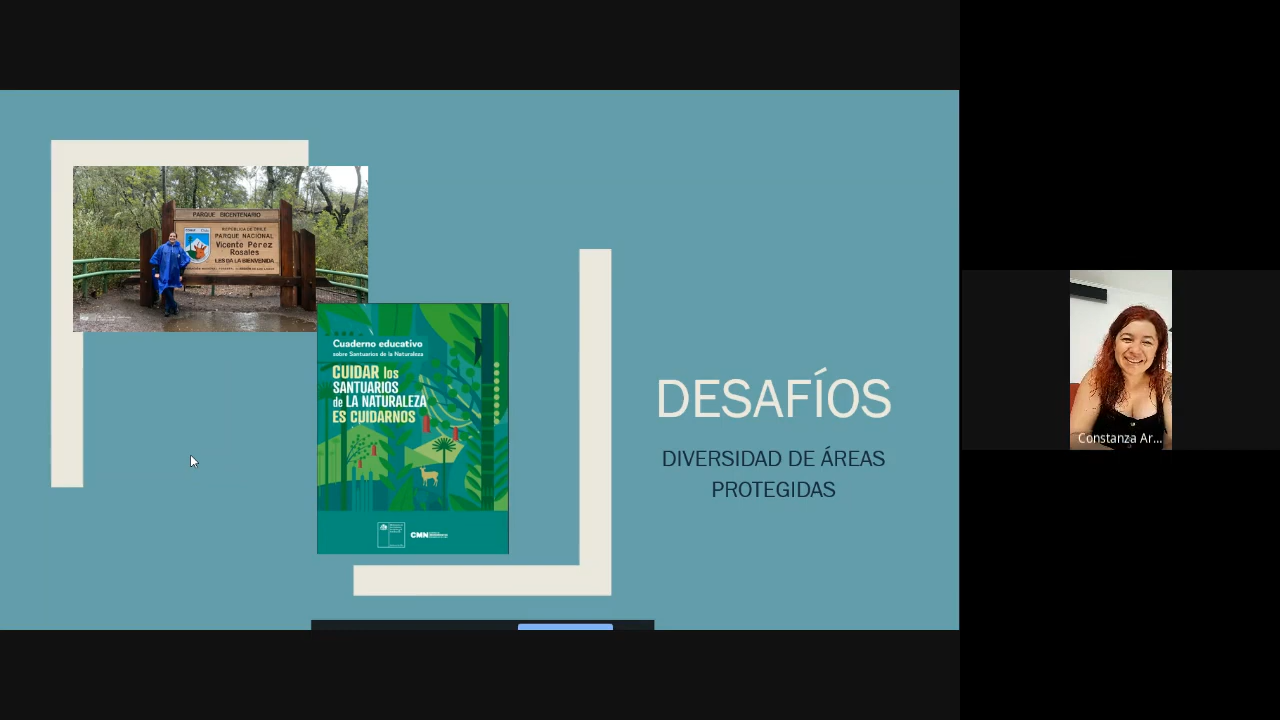 PARQUE BICENTENARIO
REPUBLICA DE CHILE
PARQUE NACIONAL
Vicente Perez
Rosales
LES DA LA BIENVENIDA
Cuaderno educativo
sobre Santuarios de la Naturaleza
CUIDAR los
SANTUARIOS
de LA NATURALEZA
ES CUIDARNOS
CMN
DESAFÍOS
DIVERSIDAD DE ÁREAS
PROTEGIDAS
Constanza Ar...